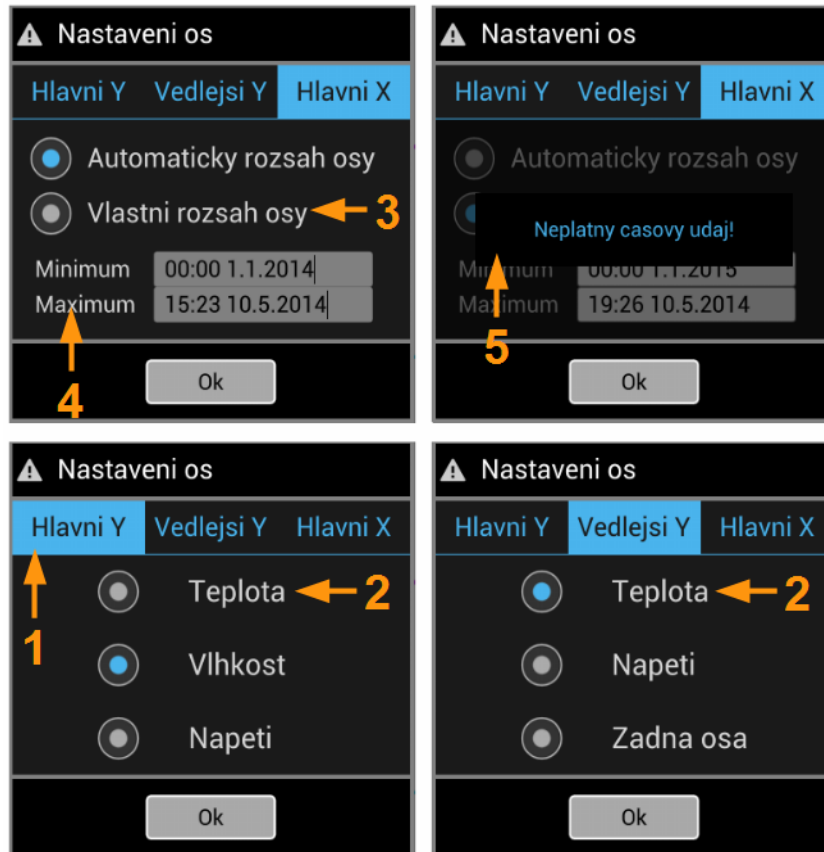 Nastaveni os
Hlavni Y Vedlejsi Y Hlavni X
Automaticky rozsah osy
Vlastni rozsah osy 3
Minimum 00:00 1.1.2014
Maximum 15:23 10.5.2014
4
Ok
Nastaveni os
Hlavni Y Vedlejsi Y Hlavni X
Automaticky rozsah osy
Neplatny casovy udaj!
Minimum 00:00 1.1.2015
Maximum 19:26 10.5.2014
5
Ok
Nastaveni os
Hlavni Y Vedlejsi Y Hlavni X
1
Teplota 2
Vlhkost
Napeti
Ok
Nastaveni os
Hlavni Y Vedlejsi Y Hlavni X
Teplota 2
Napeti
Zadna osa
Ok